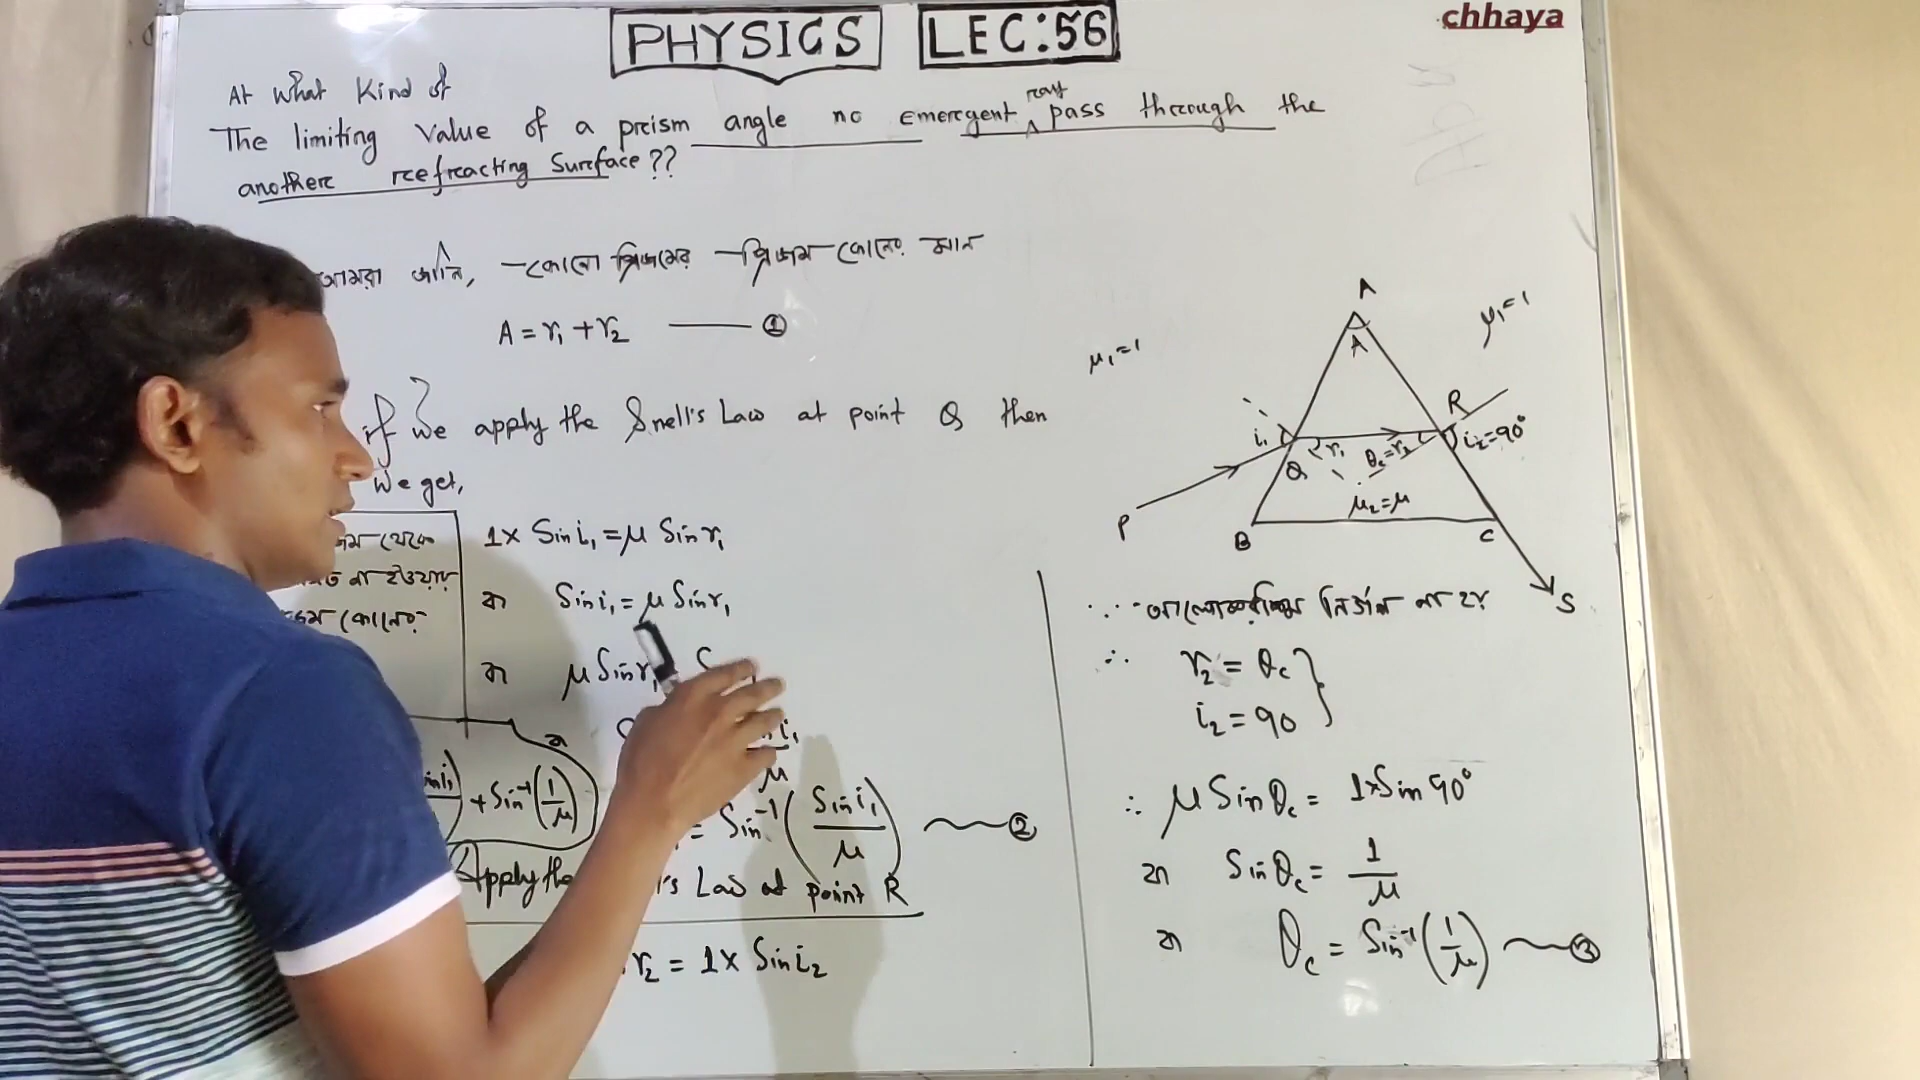 PHYSICS LEC:56
chhaya
At what kind of
The limiting value of a prism angle no emergent ray pass through the
another refracting surface??
আমরা জানি, কোনো প্রিজমের প্রিজম কোনের মান
A = r₁ + r₂ —— ①
if we apply the Snell's Law at point Q then
We get,
1× Sin i₁ = μ Sin r₁
বা Sin i₁ = μ Sin r₁
বা μ Sin r₁
বা
μ
= Sin⁻¹ (Sin i₁ / μ) —— ②
থেকে
না হওয়ার
কোনের
+ Sin⁻¹ (1/μ)
Apply the Law at point R
r₂ = 1× Sin i₂
μ₁ = 1
μ₁ = 1
A
A
R
i₁
r₁
θc = r₂
i₂ = 90°
Q
μ₂ = μ
P
B
C
S
∵ আলোকরশ্মি নির্গত না হয়
∴ r₂ = θc
i₂ = 90
∴ μ Sin θc = 1× Sin 90°
বা Sin θc = 1/μ
বা θc = Sin⁻¹ (1/μ) —— ③